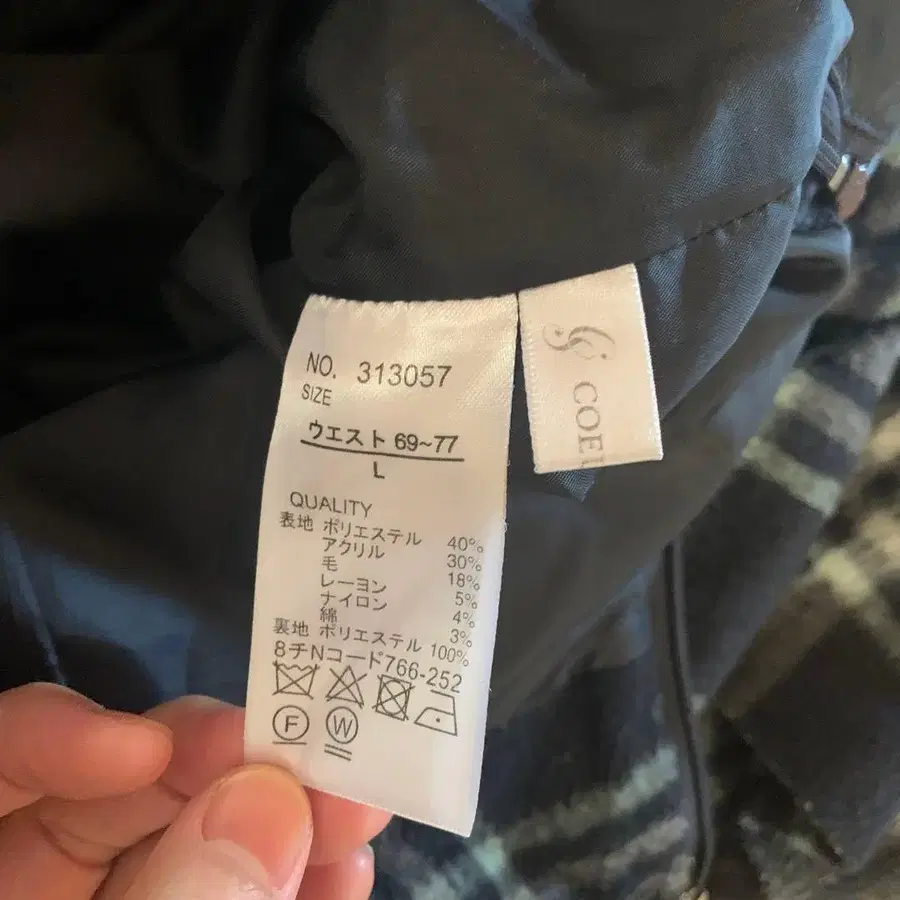 NO. 313057
SIZE
ウエスト 69~77
L
QUALITY
表地 ポリエステル 40%
アクリル 30%
毛 18%
レーヨン 5%
ナイロン 4%
綿 3%
裏地 ポリエステル 100%
8チNコード766-252
F W
COEL